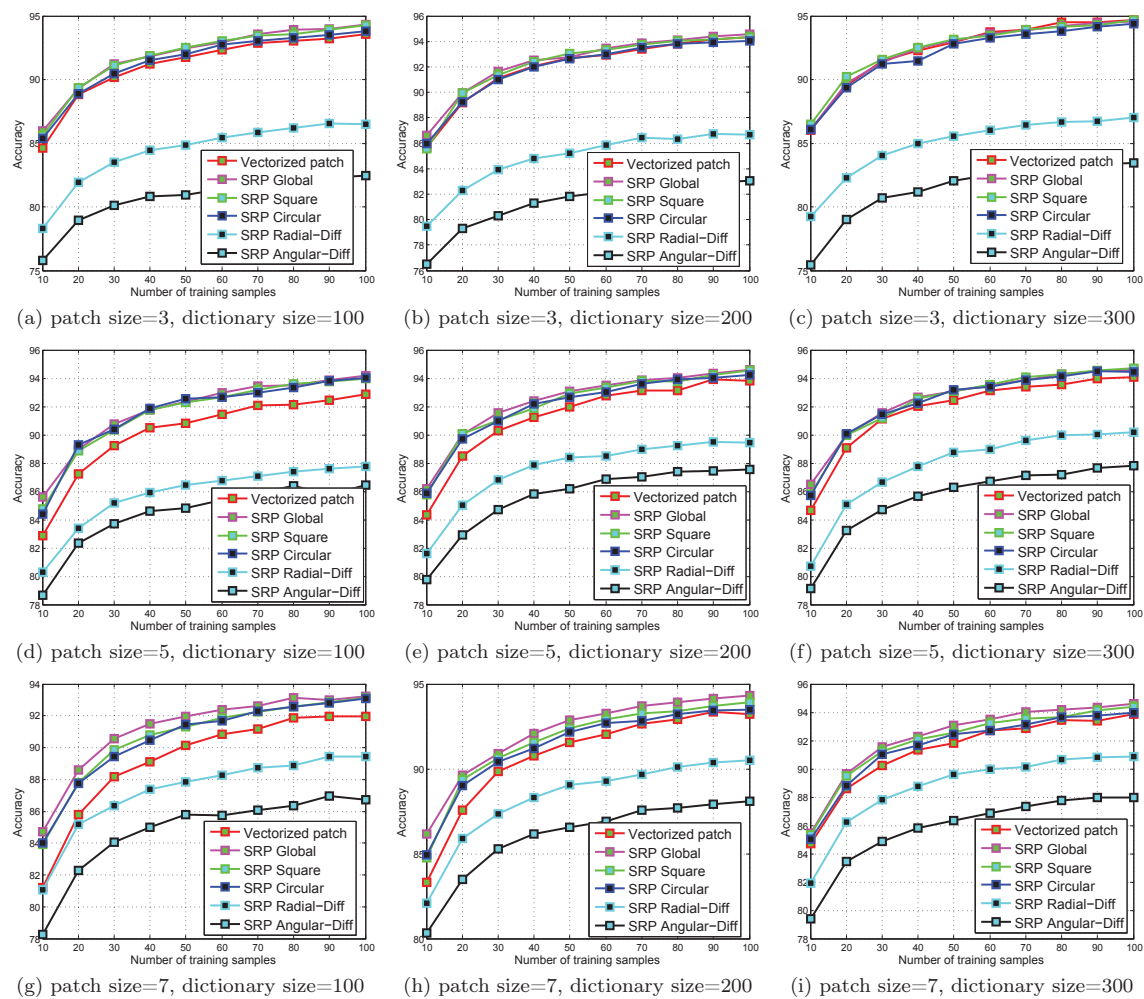 95
90
85
80
75
Accuracy
Vectorized patch
SRP Global
SRP Square
SRP Circular
SRP Radial−Diff
SRP Angular−Diff
10 20 30 40 50 60 70 80 90 100
Number of training samples
(a) patch size=3, dictionary size=100
96
94
92
90
88
86
84
82
80
78
76
Accuracy
Vectorized patch
SRP Global
SRP Square
SRP Circular
SRP Radial−Diff
SRP Angular−Diff
10 20 30 40 50 60 70 80 90 100
Number of training samples
(b) patch size=3, dictionary size=200
95
90
85
80
75
Accuracy
Vectorized patch
SRP Global
SRP Square
SRP Circular
SRP Radial−Diff
SRP Angular−Diff
10 20 30 40 50 60 70 80 90 100
Number of training samples
(c) patch size=3, dictionary size=300
96
94
92
90
88
86
84
82
80
78
Accuracy
Vectorized patch
SRP Global
SRP Square
SRP Circular
SRP Radial−Diff
SRP Angular−Diff
10 20 30 40 50 60 70 80 90 100
Number of training samples
(d) patch size=5, dictionary size=100
96
94
92
90
88
86
84
82
80
78
Accuracy
Vectorized patch
SRP Global
SRP Square
SRP Circular
SRP Radial−Diff
SRP Angular−Diff
10 20 30 40 50 60 70 80 90 100
Number of training samples
(e) patch size=5, dictionary size=200
96
94
92
90
88
86
84
82
80
78
Accuracy
Vectorized patch
SRP Global
SRP Square
SRP Circular
SRP Radial−Diff
SRP Angular−Diff
10 20 30 40 50 60 70 80 90 100
Number of training samples
(f) patch size=5, dictionary size=300
94
92
90
88
86
84
82
80
78
Accuracy
Vectorized patch
SRP Global
SRP Square
SRP Circular
SRP Radial−Diff
SRP Angular−Diff
10 20 30 40 50 60 70 80 90 100
Number of training samples
(g) patch size=7, dictionary size=100
95
90
85
80
Accuracy
Vectorized patch
SRP Global
SRP Square
SRP Circular
SRP Radial−Diff
SRP Angular−Diff
10 20 30 40 50 60 70 80 90 100
Number of training samples
(h) patch size=7, dictionary size=200
96
94
92
90
88
86
84
82
80
78
Accuracy
Vectorized patch
SRP Global
SRP Square
SRP Circular
SRP Radial−Diff
SRP Angular−Diff
10 20 30 40 50 60 70 80 90 100
Number of training samples
(i) patch size=7, dictionary size=300